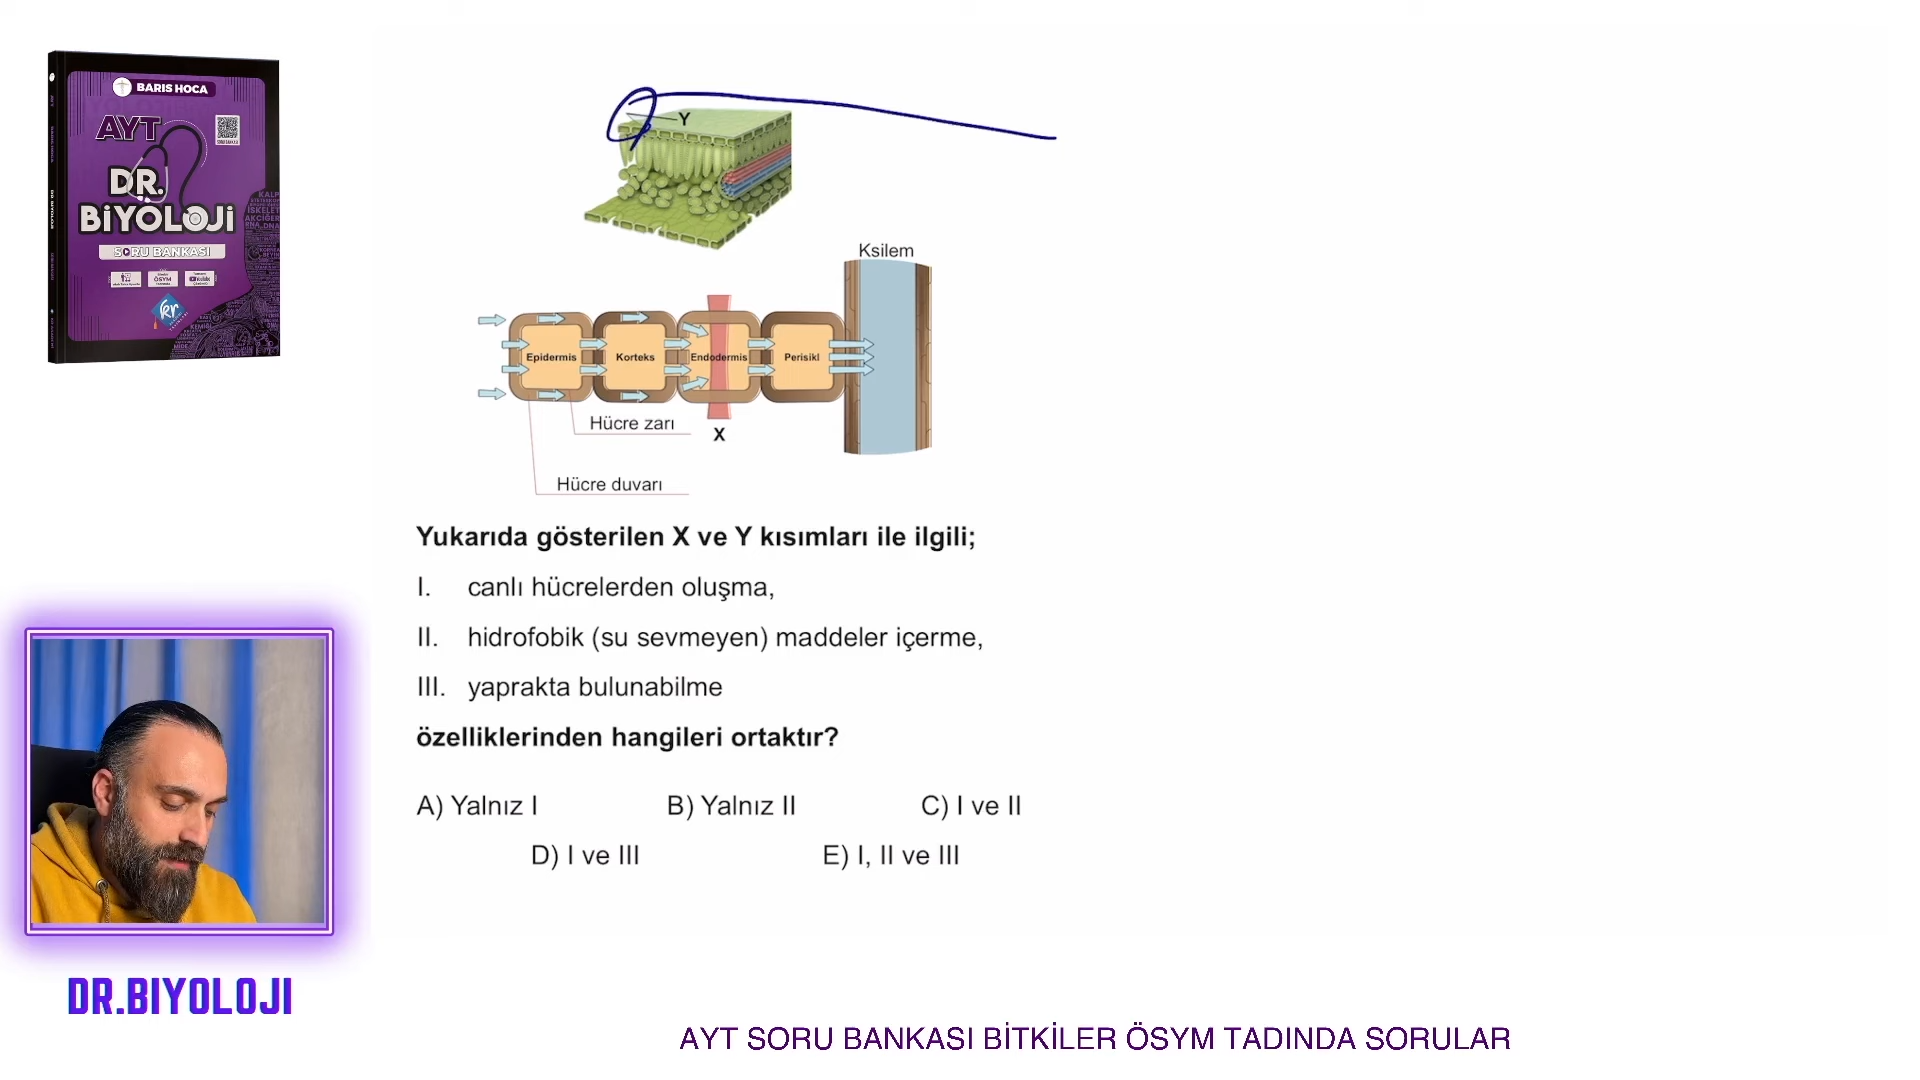 BARIS HOCA
AYT
DR.
BiYOLOJi
SORU BANKASI
ÖSYM
Y
Ksilem
Epidermis
Korteks
Endodermis
Perisikl
Hücre zarı
X
Hücre duvarı
Yukarıda gösterilen X ve Y kısımları ile ilgili;
I. canlı hücrelerden oluşma,
II. hidrofobik (su sevmeyen) maddeler içerme,
III. yaprakta bulunabilme
özelliklerinden hangileri ortaktır?
A) Yalnız I B) Yalnız II C) I ve II
D) I ve III E) I, II ve III
DR.BIYOLOJI
AYT SORU BANKASI BİTKİLER ÖSYM TADINDA SORULAR